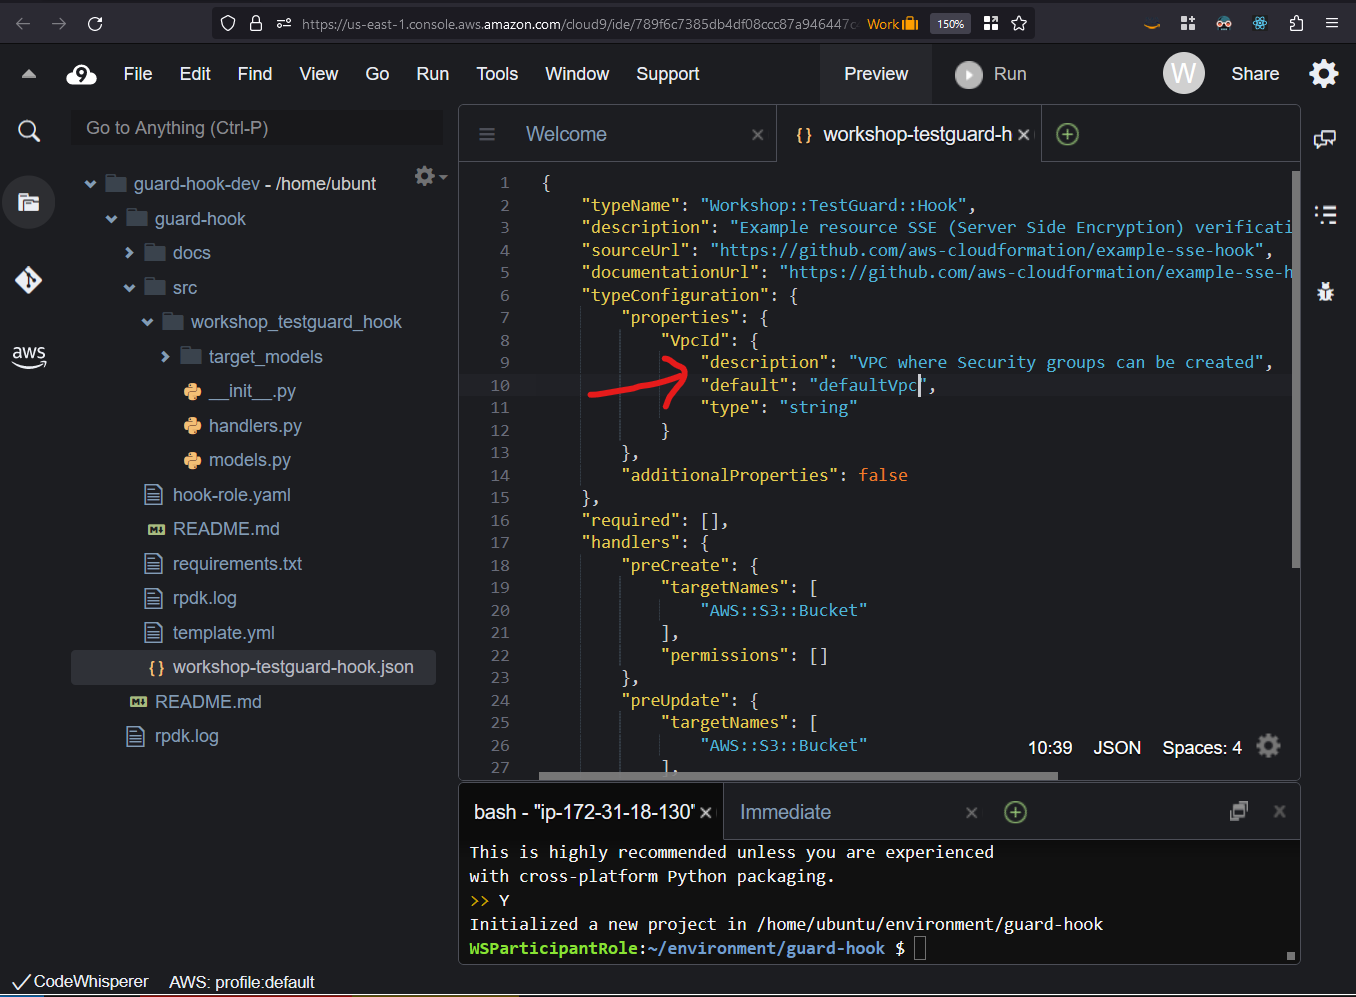 https://us-east-1.console.aws.amazon.com/cloud9/ide/789f6c7385db4df08ccc87a946447c
Work
150%
9
File Edit Find View Go Run Tools Window Support
Preview
Run
W
Share
Go to Anything (Ctrl-P)
guard-hook-dev - /home/ubunt
guard-hook
docs
src
workshop_testguard_hook
target_models
__init__.py
handlers.py
models.py
hook-role.yaml
README.md
requirements.txt
rpdk.log
template.yml
{} workshop-testguard-hook.json
README.md
rpdk.log
aws
Welcome
{} workshop-testguard-h
1 {
2 "typeName": "Workshop::TestGuard::Hook",
3 "description": "Example resource SSE (Server Side Encryption) verificati
4 "sourceUrl": "https://github.com/aws-cloudformation/example-sse-hook",
5 "documentationUrl": "https://github.com/aws-cloudformation/example-sse-h
6 "typeConfiguration": {
7 "properties": {
8 "VpcId": {
9 "description": "VPC where Security groups can be created",
10 "default": "defaultVpc",
11 "type": "string"
12 }
13 },
14 "additionalProperties": false
15 },
16 "required": [],
17 "handlers": {
18 "preCreate": {
19 "targetNames": [
20 "AWS::S3::Bucket"
21 ],
22 "permissions": []
23 },
24 "preUpdate": {
25 "targetNames": [
26 "AWS::S3::Bucket"
27 ],
10:39 JSON Spaces: 4
bash - "ip-172-31-18-130"
Immediate
This is highly recommended unless you are experienced
with cross-platform Python packaging.
>> Y
Initialized a new project in /home/ubuntu/environment/guard-hook
WSParticipantRole:~/environment/guard-hook $
CodeWhisperer AWS: profile:default